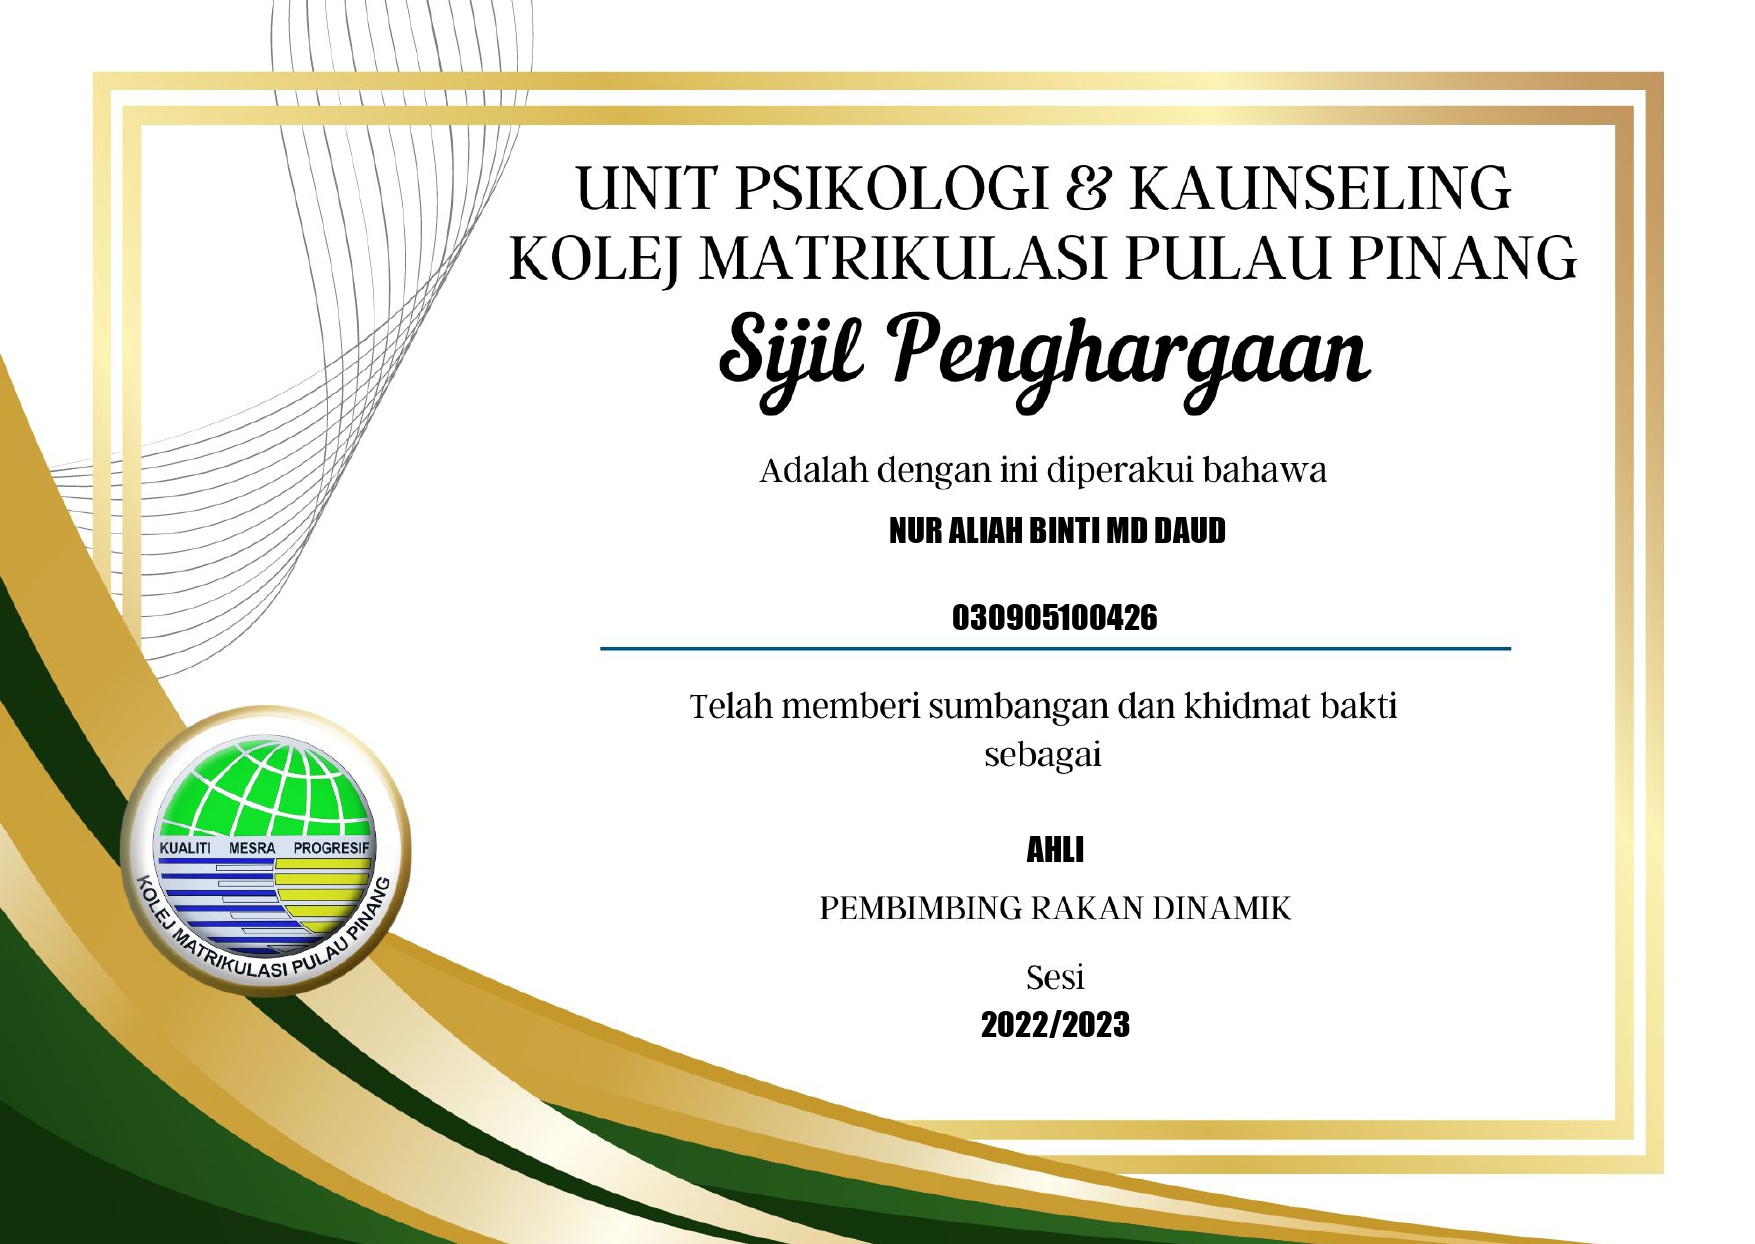 UNIT PSIKOLOGI & KAUNSELING
KOLEJ MATRIKULASI PULAU PINANG
Sijil Penghargaan
Adalah dengan ini diperakui bahawa
NUR ALIAH BINTI MD DAUD
030905100426
Telah memberi sumbangan dan khidmat bakti
sebagai
AHLI
PEMBIMBING RAKAN DINAMIK
Sesi
2022/2023
KUALITI MESRA PROGRESIF
KOLEJ MATRIKULASI PULAU PINANG